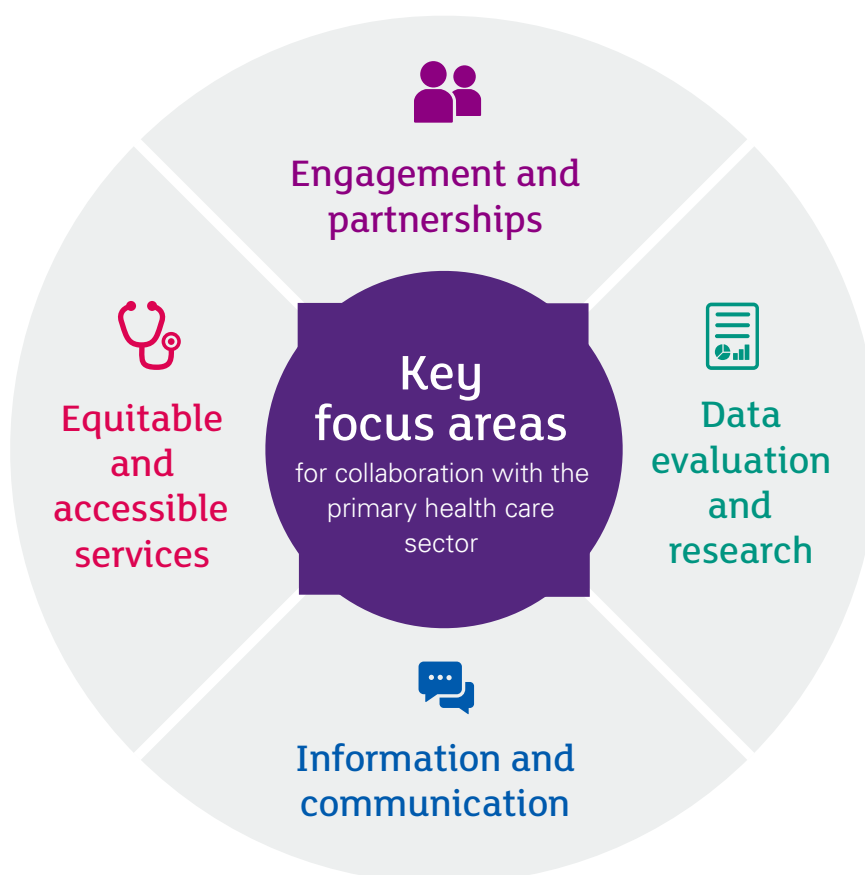 Engagement and
partnerships
Equitable
and
accessible
services
Key
focus areas
for collaboration with the
primary health care
sector
Data
evaluation
and
research
Information and
communication